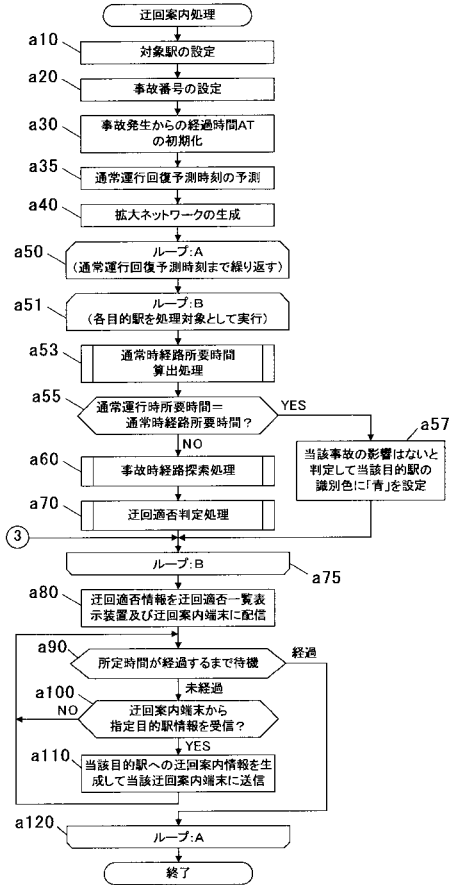 迂回案内処理
a10
対象駅の設定
a20
事故番号の設定
a30
事故発生からの経過時間AT
の初期化
a35
通常運行回復予測時刻の予測
a40
拡大ネットワークの生成
a50
ループ:A
(通常運行回復予測時刻まで繰り返す)
a51
ループ:B
(各目的駅を処理対象として実行)
a53
通常時経路所要時間
算出処理
a55
通常運行時所要時間=
通常時経路所要時間?
YES
a57
NO
当該事故の影響はないと
判定して当該目的駅の
識別色に「青」を設定
a60
事故時経路探索処理
a70
迂回適否判定処理
3
ループ:B
a75
a80
迂回適否情報を迂回適否一覧表
示装置及び迂回案内端末に配信
a90
所定時間が経過するまで待機
経過
未経過
a100
迂回案内端末から
指定目的駅情報を受信?
NO
YES
a110
当該目的駅への迂回案内情報を生
成して当該迂回案内端末に送信
a120
ループ:A
終了